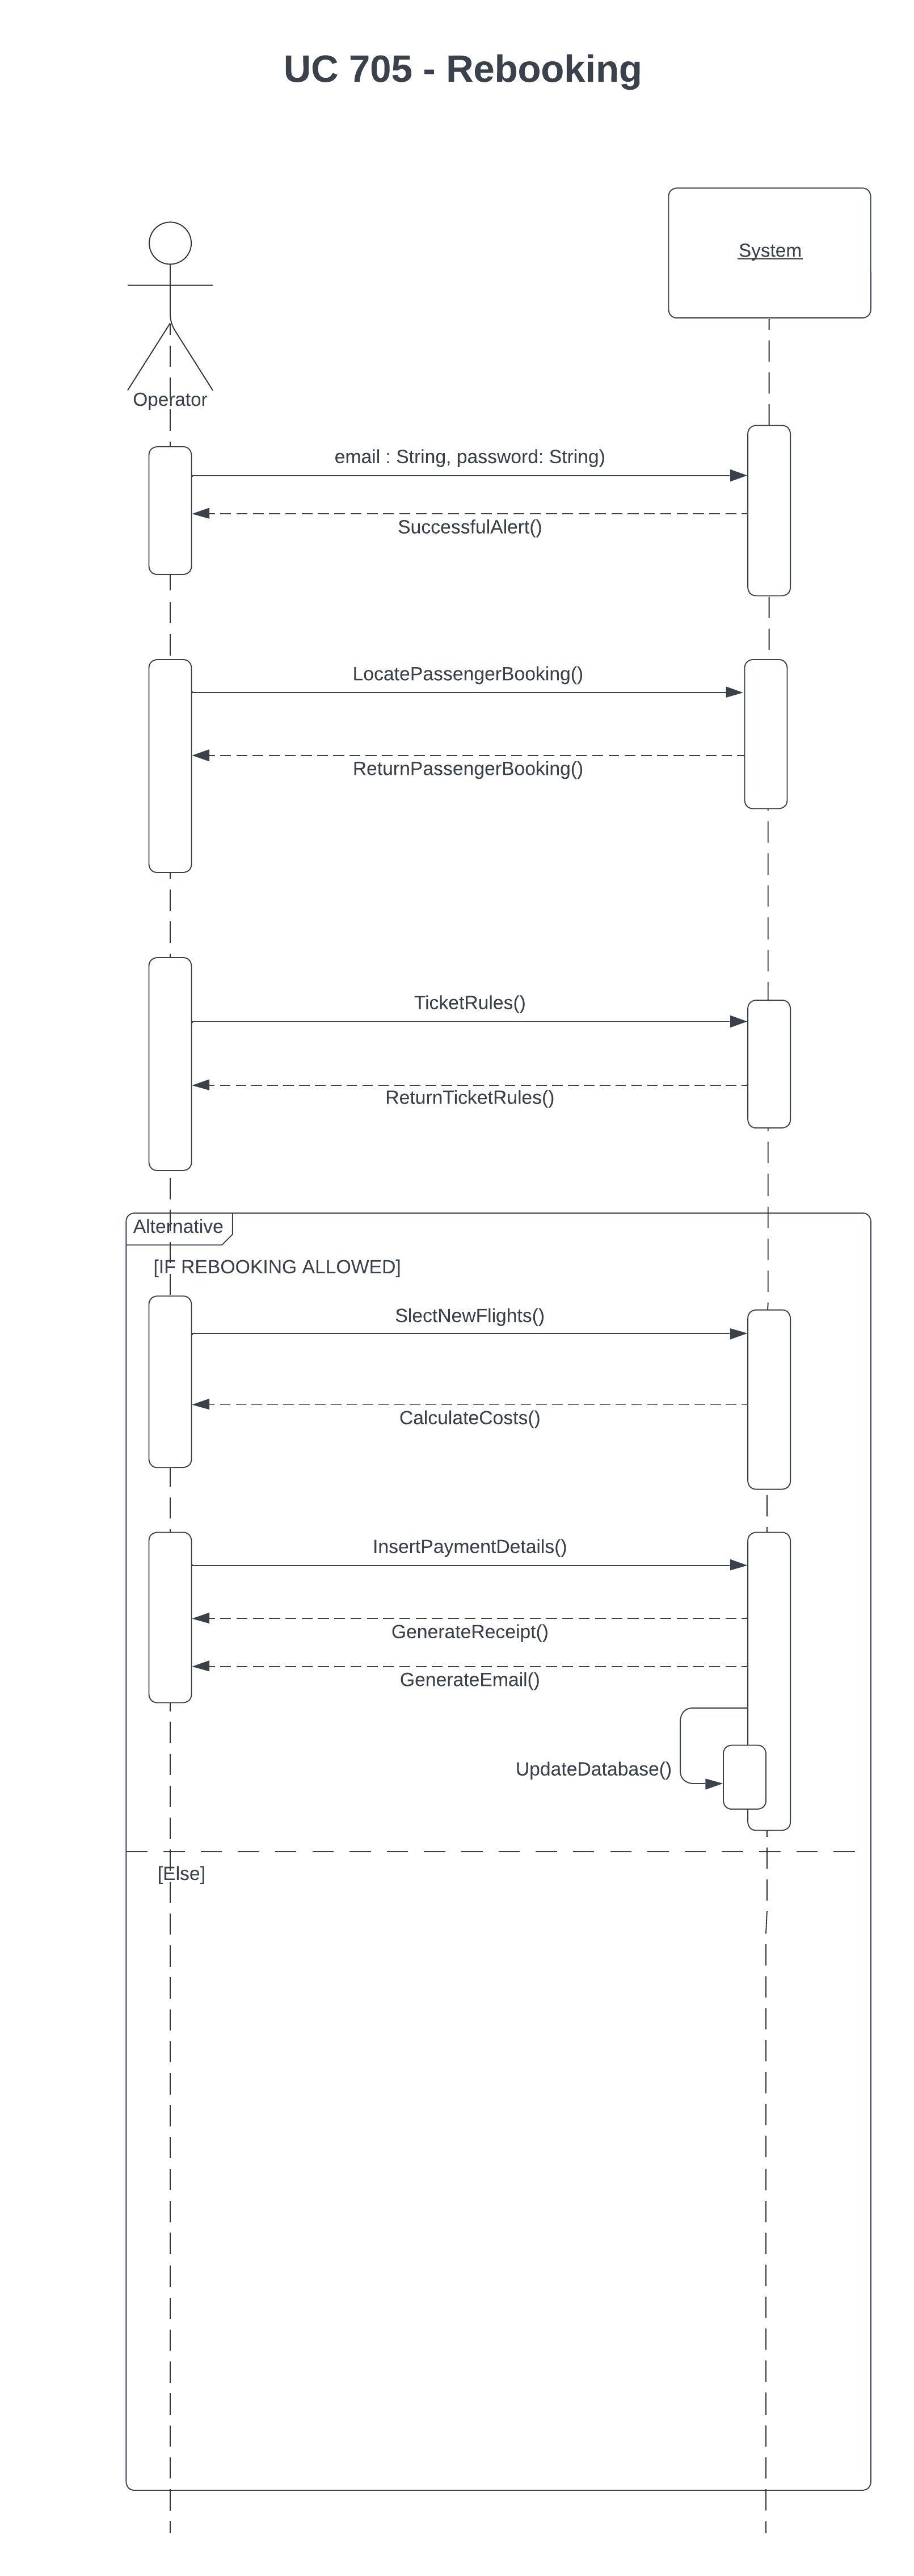 UC 705 - Rebooking
System
Operator
email : String, password: String)
SuccessfulAlert()
LocatePassengerBooking()
ReturnPassengerBooking()
TicketRules()
ReturnTicketRules()
Alternative
[IF REBOOKING ALLOWED]
SlectNewFlights()
CalculateCosts()
InsertPaymentDetails()
GenerateReceipt()
GenerateEmail()
UpdateDatabase()
[Else]